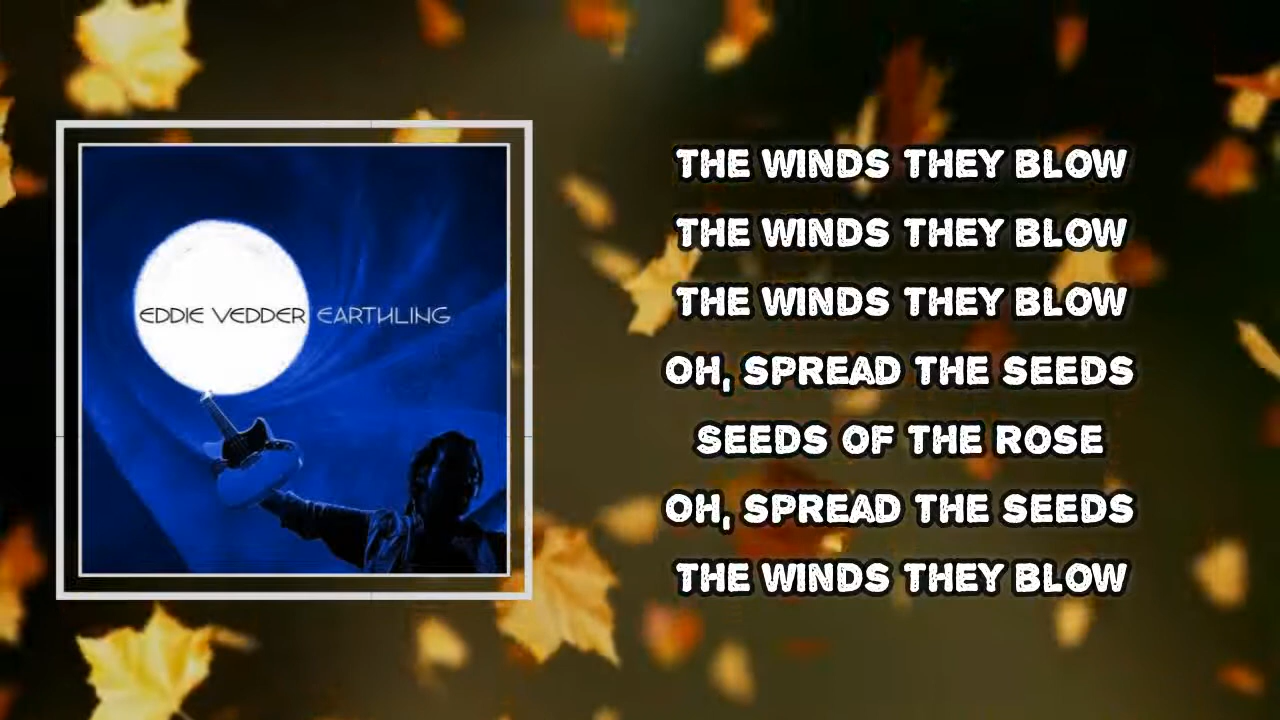 EDDIE VEDDER EARTHLING
THE WINDS THEY BLOW
THE WINDS THEY BLOW
THE WINDS THEY BLOW
OH, SPREAD THE SEEDS
SEEDS OF THE ROSE
OH, SPREAD THE SEEDS
THE WINDS THEY BLOW